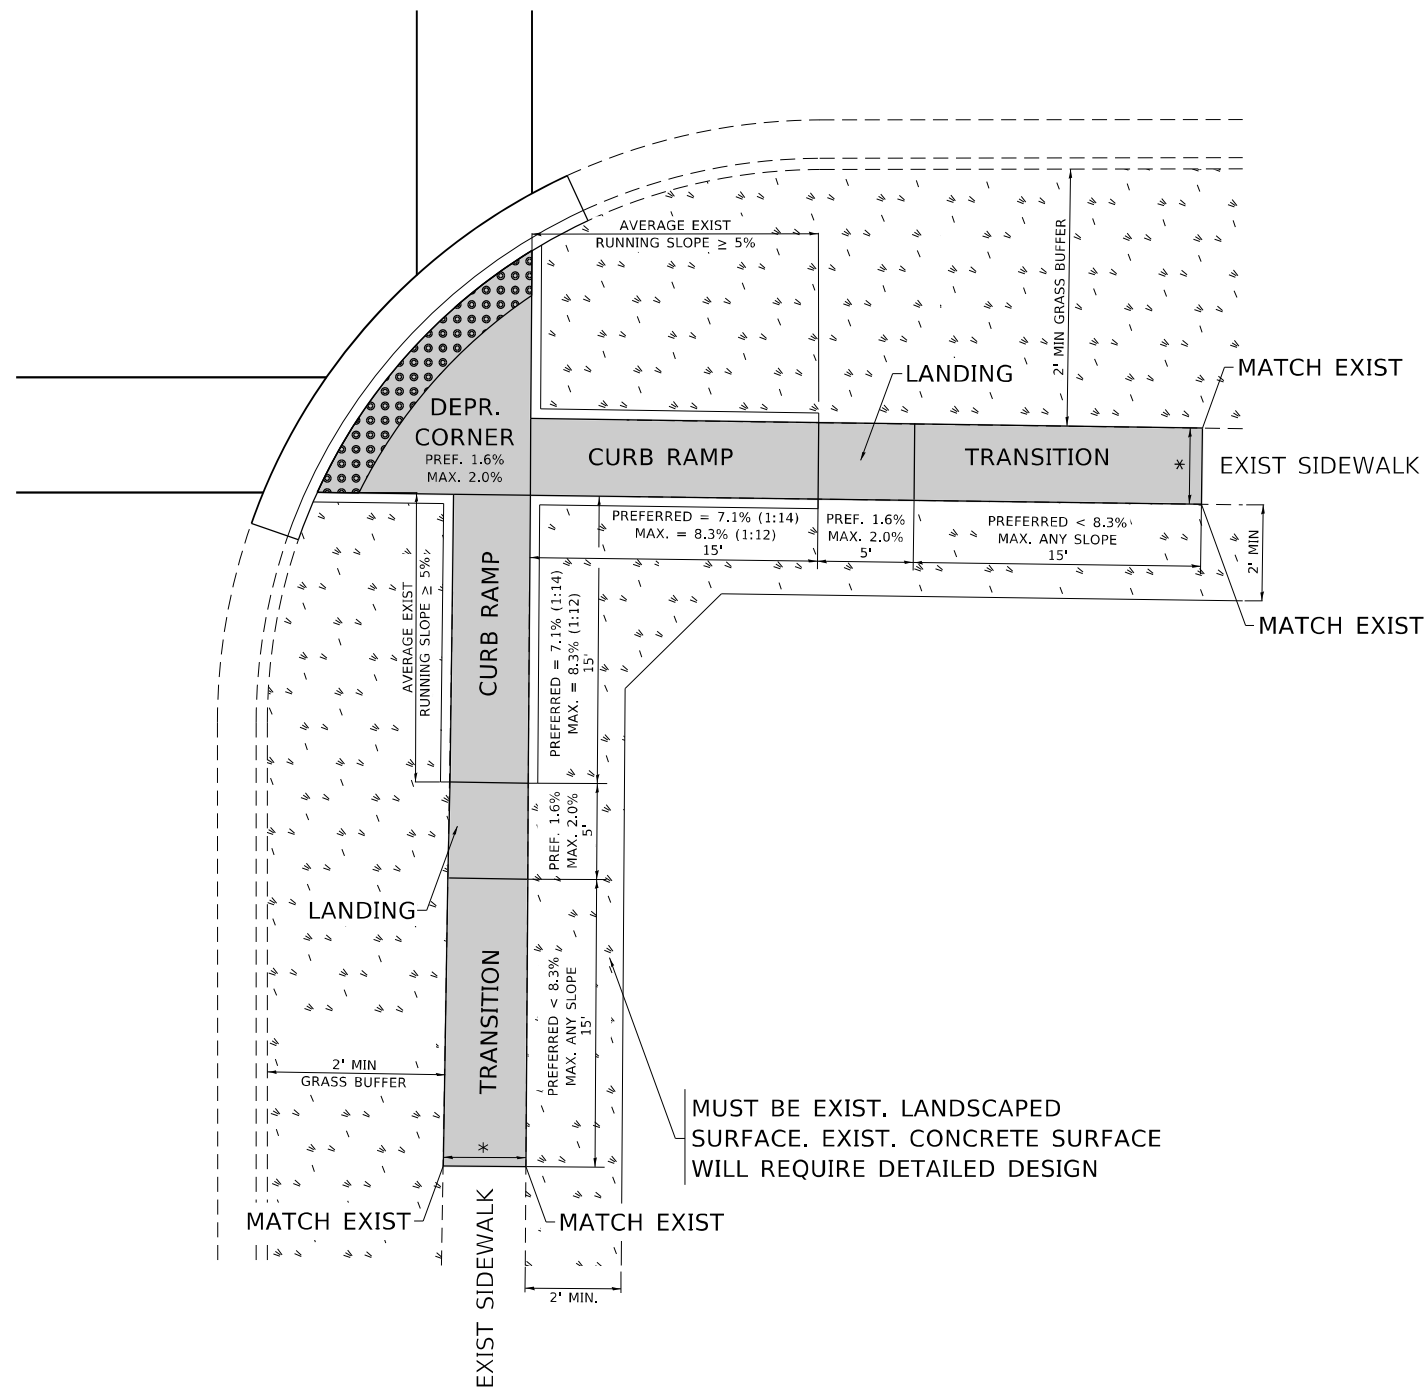 AVERAGE EXIST
RUNNING SLOPE ≥ 5%
2' MIN GRASS BUFFER
LANDING
MATCH EXIST
DEPR.
CORNER
PREF. 1.6%
MAX. 2.0%
CURB RAMP
TRANSITION
*
EXIST SIDEWALK
PREFERRED = 7.1% (1:14)
MAX. = 8.3% (1:12)
15'
PREF. 1.6%
MAX. 2.0%
5'
PREFERRED < 8.3%
MAX. ANY SLOPE
15'
2' MIN
MATCH EXIST
AVERAGE EXIST
RUNNING SLOPE ≥ 5%
CURB RAMP
PREFERRED = 7.1% (1:14)
MAX. = 8.3% (1:12)
15'
PREF. 1.6%
MAX. 2.0%
5'
LANDING
TRANSITION
PREFERRED < 8.3%
MAX. ANY SLOPE
15'
2' MIN
GRASS BUFFER
MUST BE EXIST. LANDSCAPED
SURFACE. EXIST. CONCRETE SURFACE
WILL REQUIRE DETAILED DESIGN
*
MATCH EXIST
MATCH EXIST
EXIST SIDEWALK
2' MIN.